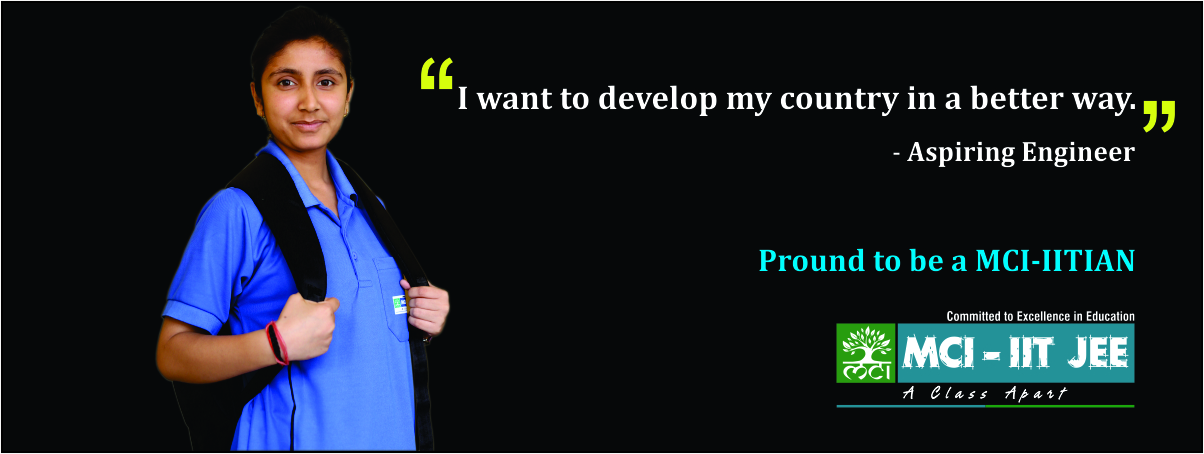 “I want to develop my country in a better way.”
- Aspiring Engineer
Pround to be a MCI-IITIAN
Committed to Excellence in Education
MCI
MCI - IIT JEE
A Class Apart